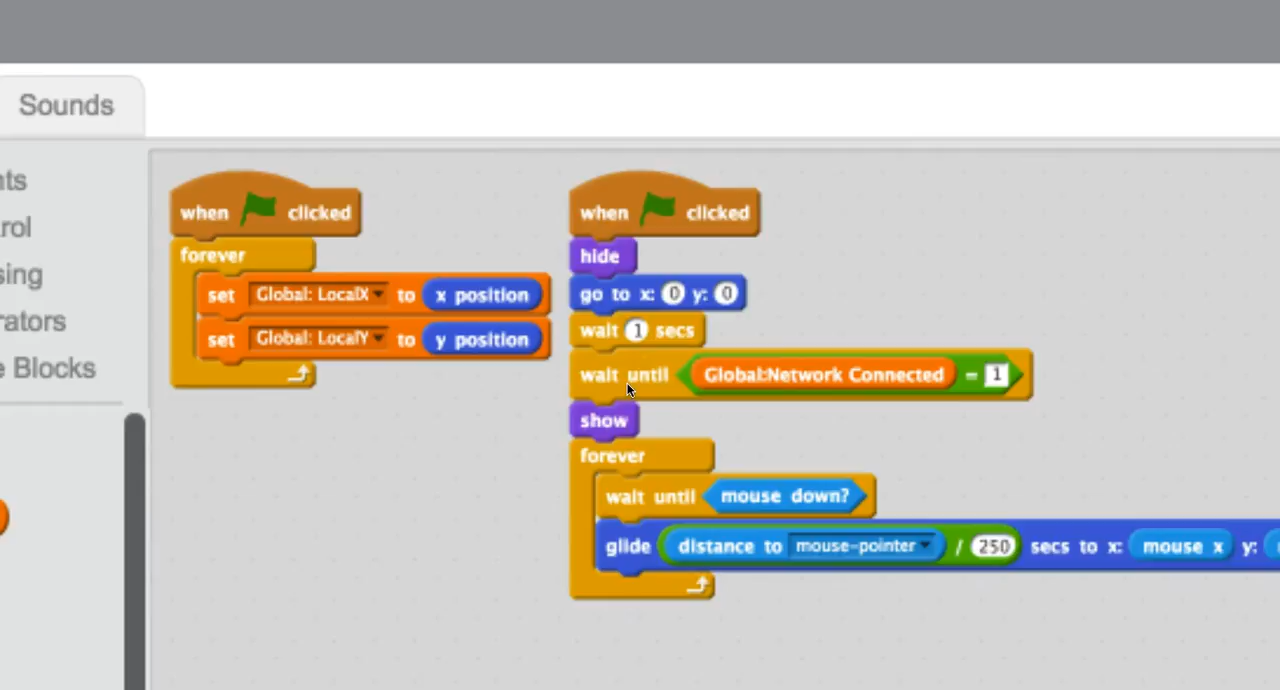 Sounds
nts
rol
sing
rators
e Blocks
when clicked
forever
set Global: LocalX to x position
set Global: LocalY to y position
when clicked
hide
go to x: 0 y: 0
wait 1 secs
wait until Global:Network Connected = 1
show
forever
wait until mouse down?
glide distance to mouse-pointer / 250 secs to x: mouse x y: